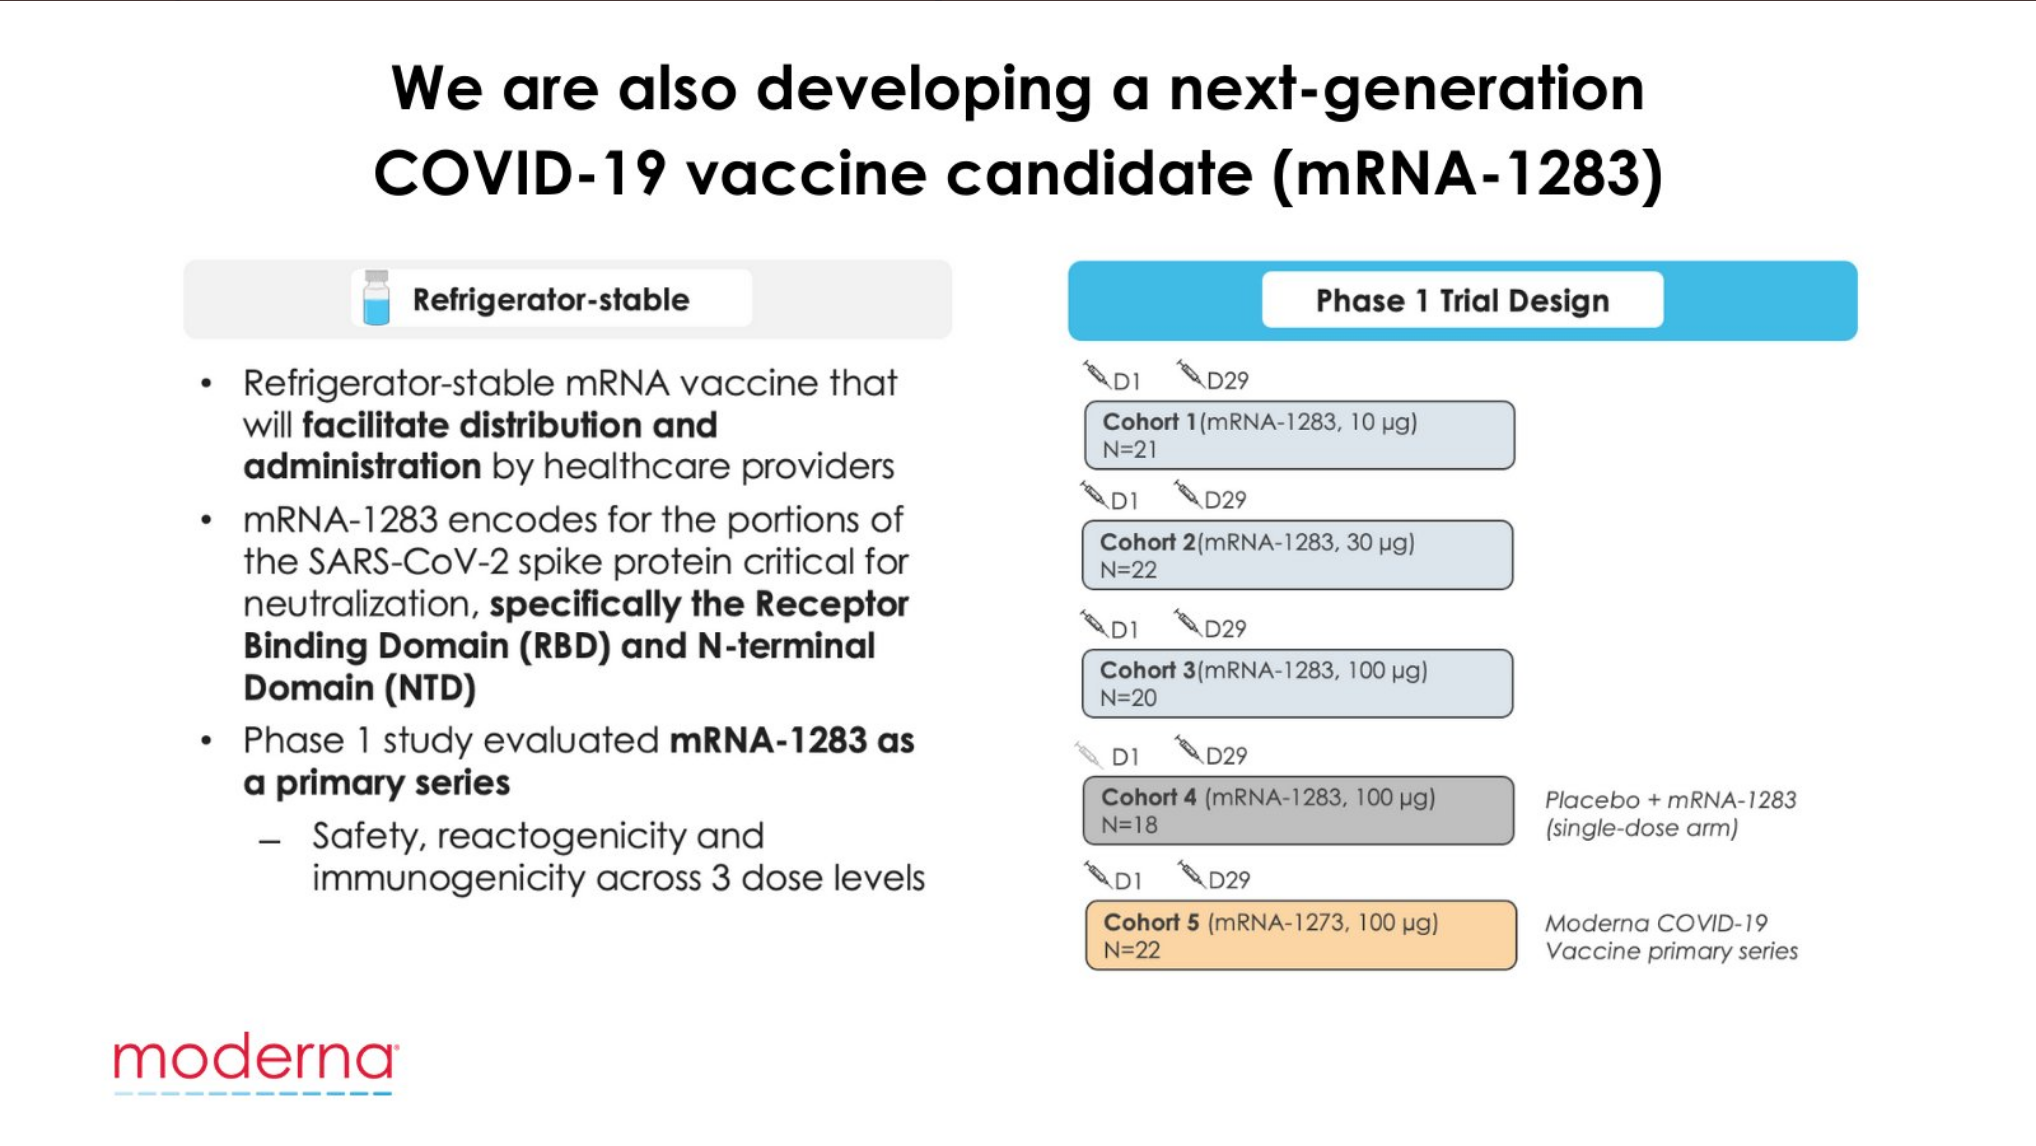 We are also developing a next-generation
COVID-19 vaccine candidate (mRNA-1283)
Refrigerator-stable
• Refrigerator-stable mRNA vaccine that
will facilitate distribution and
administration by healthcare providers
• mRNA-1283 encodes for the portions of
the SARS-CoV-2 spike protein critical for
neutralization, specifically the Receptor
Binding Domain (RBD) and N-terminal
Domain (NTD)
• Phase 1 study evaluated mRNA-1283 as
a primary series
– Safety, reactogenicity and
immunogenicity across 3 dose levels
Phase 1 Trial Design
D1 D29
Cohort 1(mRNA-1283, 10 µg)
N=21
D1 D29
Cohort 2(mRNA-1283, 30 µg)
N=22
D1 D29
Cohort 3(mRNA-1283, 100 µg)
N=20
D1 D29
Cohort 4 (mRNA-1283, 100 µg)
N=18
Placebo + mRNA-1283
(single-dose arm)
D1 D29
Cohort 5 (mRNA-1273, 100 µg)
N=22
Moderna COVID-19
Vaccine primary series
moderna